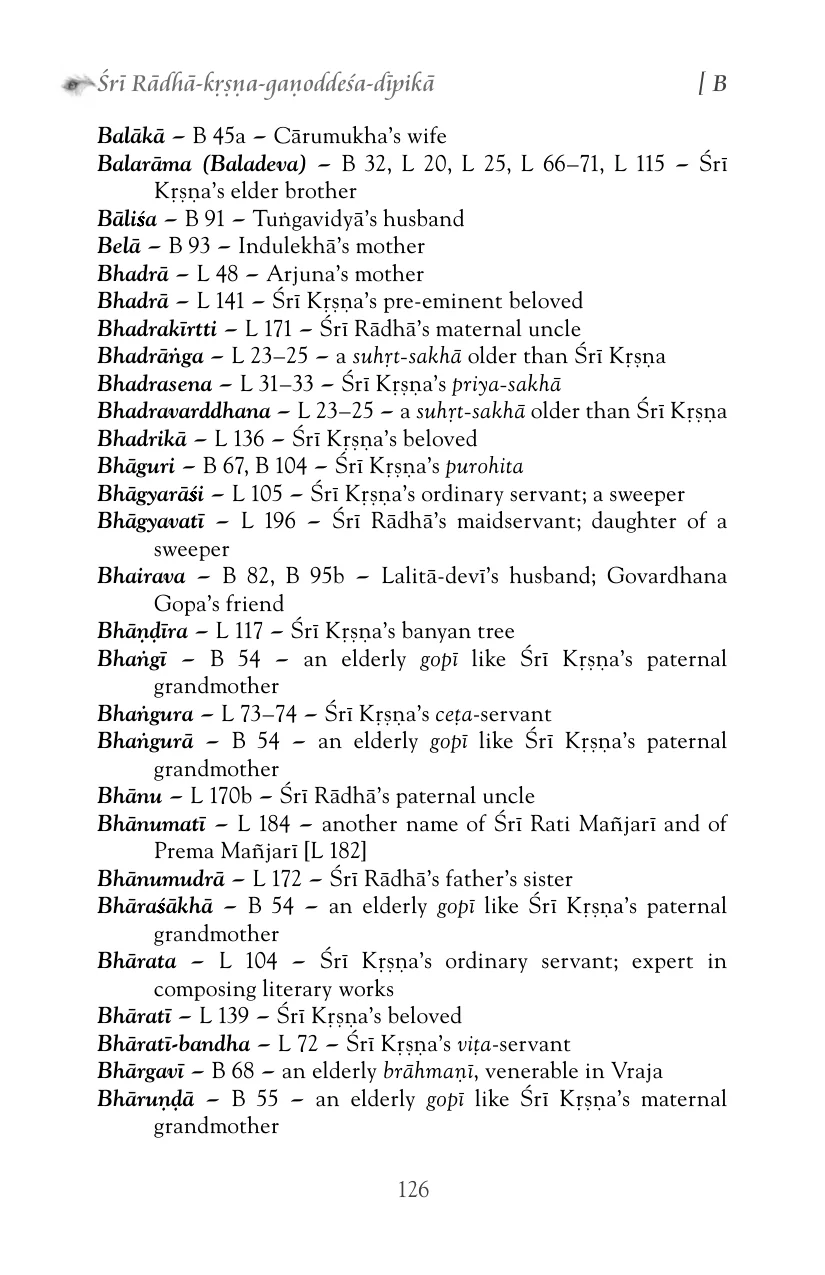 Śrī Rādhā-kṛṣṇa-gaṇoddeśa-dīpikā [ B
Balākā – B 45a – Cārumukha’s wife
Balarāma (Baladeva) – B 32, L 20, L 25, L 66–71, L 115 – Śrī
Kṛṣṇa’s elder brother
Bāliśa – B 91 – Tuṅgavidyā’s husband
Belā – B 93 – Indulekhā’s mother
Bhadrā – L 48 – Arjuna’s mother
Bhadrā – L 141 – Śrī Kṛṣṇa’s pre-eminent beloved
Bhadrakīrtti – L 171 – Śrī Rādhā’s maternal uncle
Bhadrāṅga – L 23–25 – a suhṛt-sakhā older than Śrī Kṛṣṇa
Bhadrasena – L 31–33 – Śrī Kṛṣṇa’s priya-sakhā
Bhadravarddhana – L 23–25 – a suhṛt-sakhā older than Śrī Kṛṣṇa
Bhadrikā – L 136 – Śrī Kṛṣṇa’s beloved
Bhāguri – B 67, B 104 – Śrī Kṛṣṇa’s purohita
Bhāgyarāśi – L 105 – Śrī Kṛṣṇa’s ordinary servant; a sweeper
Bhāgyavatī – L 196 – Śrī Rādhā’s maidservant; daughter of a
sweeper
Bhairava – B 82, B 95b – Lalitā-devī’s husband; Govardhana
Gopa’s friend
Bhāṇḍīra – L 117 – Śrī Kṛṣṇa’s banyan tree
Bhaṅgī – B 54 – an elderly gopī like Śrī Kṛṣṇa’s paternal
grandmother
Bhaṅgura – L 73–74 – Śrī Kṛṣṇa’s ceṭa-servant
Bhaṅgurā – B 54 – an elderly gopī like Śrī Kṛṣṇa’s paternal
grandmother
Bhānu – L 170b – Śrī Rādhā’s paternal uncle
Bhānumatī – L 184 – another name of Śrī Rati Mañjarī and of
Prema Mañjarī [L 182]
Bhānumudrā – L 172 – Śrī Rādhā’s father’s sister
Bhāraśākhā – B 54 – an elderly gopī like Śrī Kṛṣṇa’s paternal
grandmother
Bhārata – L 104 – Śrī Kṛṣṇa’s ordinary servant; expert in
composing literary works
Bhāratī – L 139 – Śrī Kṛṣṇa’s beloved
Bhāratī-bandha – L 72 – Śrī Kṛṣṇa’s viṭa-servant
Bhārgavī – B 68 – an elderly brāhmaṇī, venerable in Vraja
Bhāruṇḍā – B 55 – an elderly gopī like Śrī Kṛṣṇa’s maternal
grandmother
126